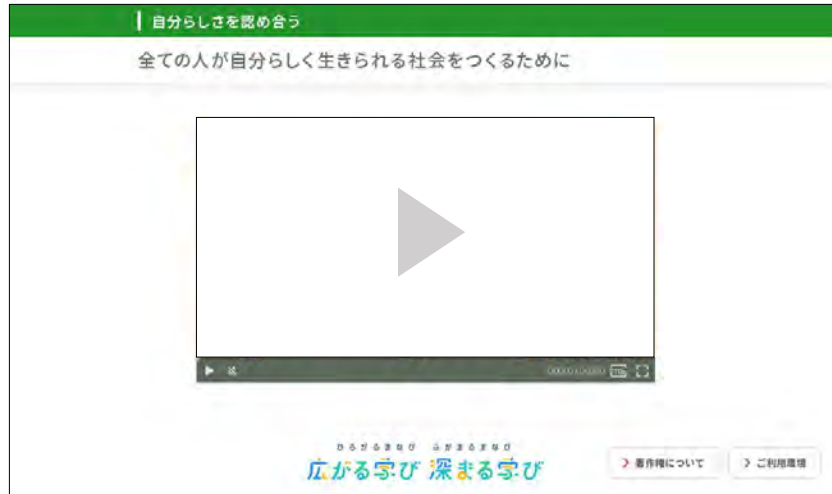 自分らしさを認め合う
全ての人が自分らしく生きられる社会をつくるために
ひろがるまなび ふかまるまなび
広がる学び 深まる学び
著作権について
ご利用環境